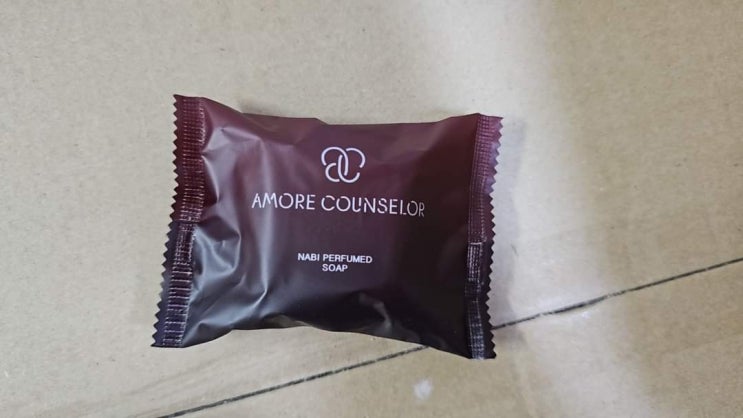 AMORE COUNSELOR
NABI PERFUMED
SOAP